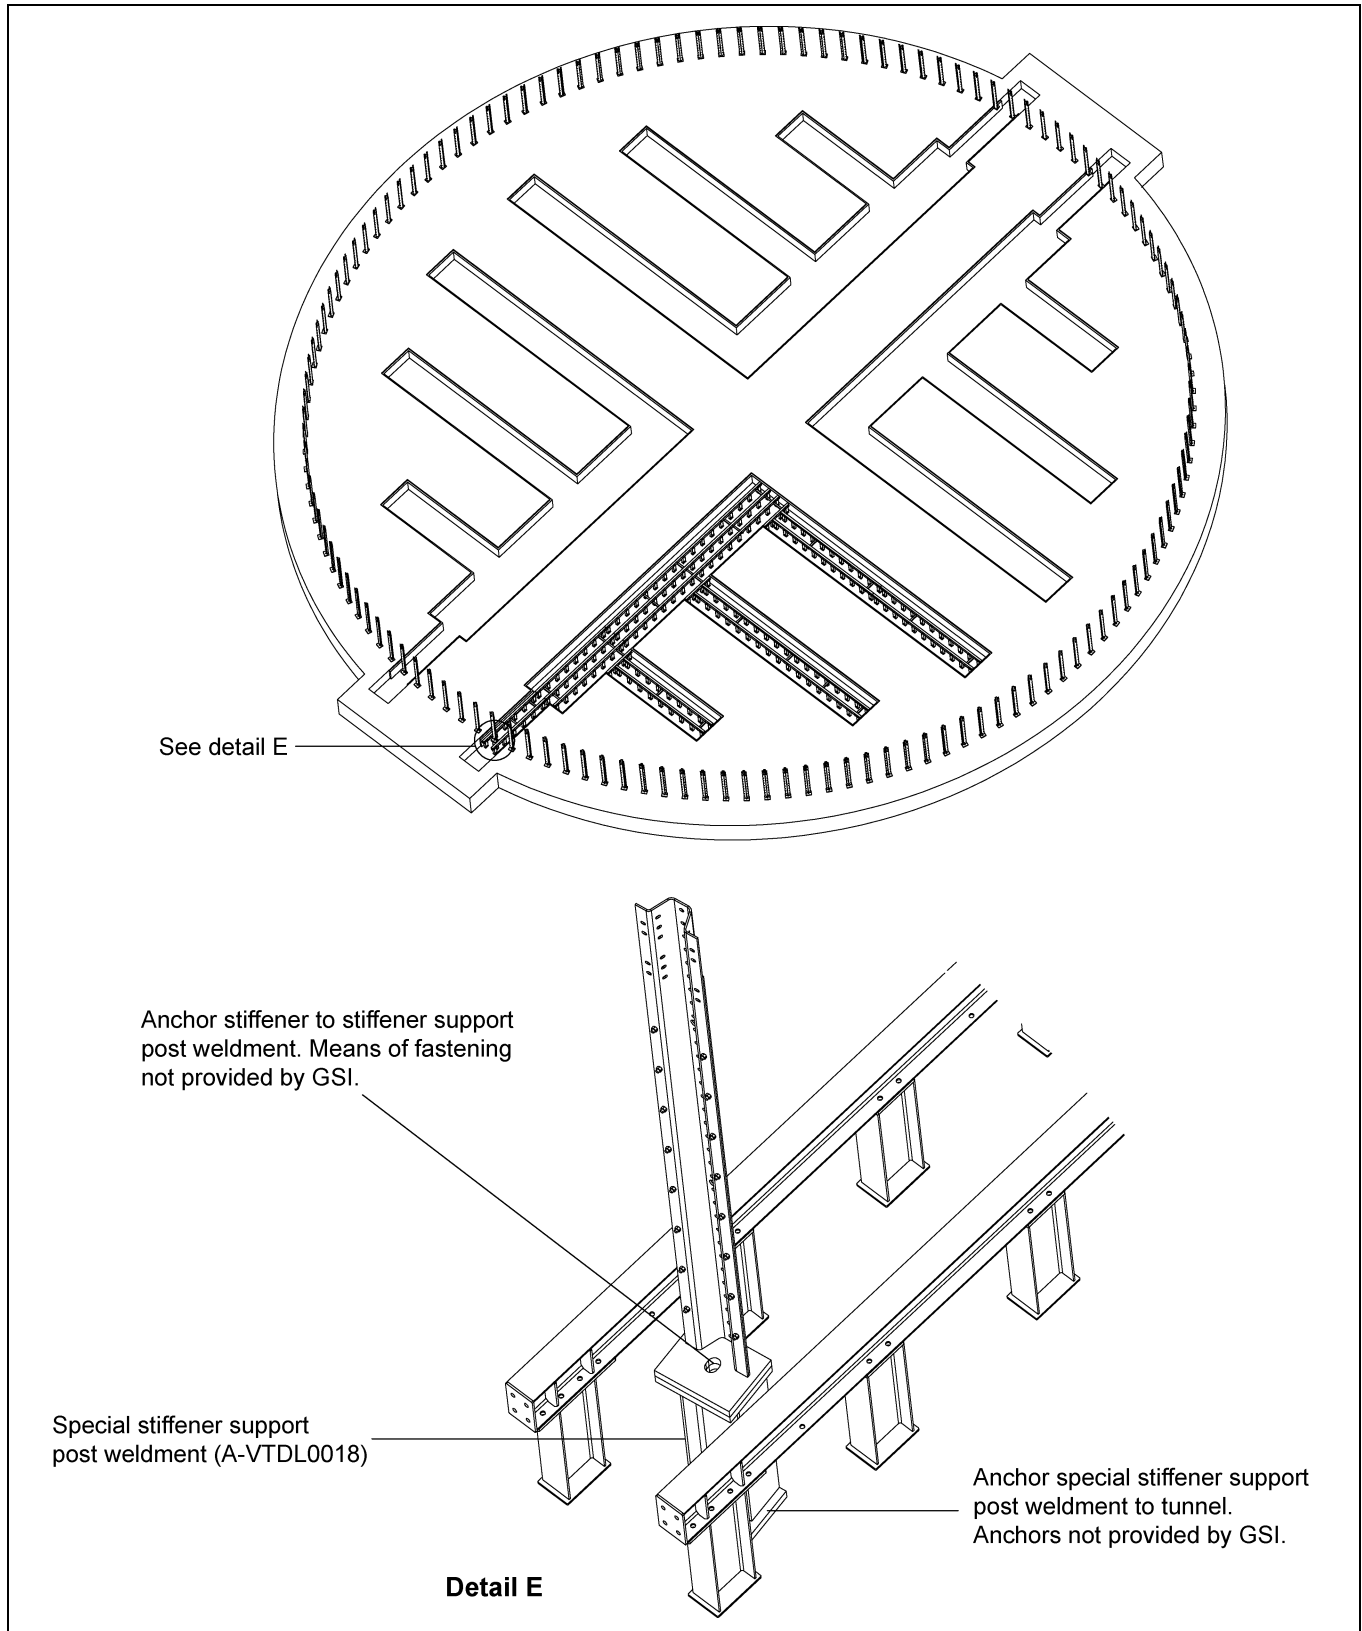 See detail E
Anchor stiffener to stiffener support
post weldment. Means of fastening
not provided by GSI.
Special stiffener support
post weldment (A-VTDL0018)
Anchor special stiffener support
post weldment to tunnel.
Anchors not provided by GSI.
Detail E